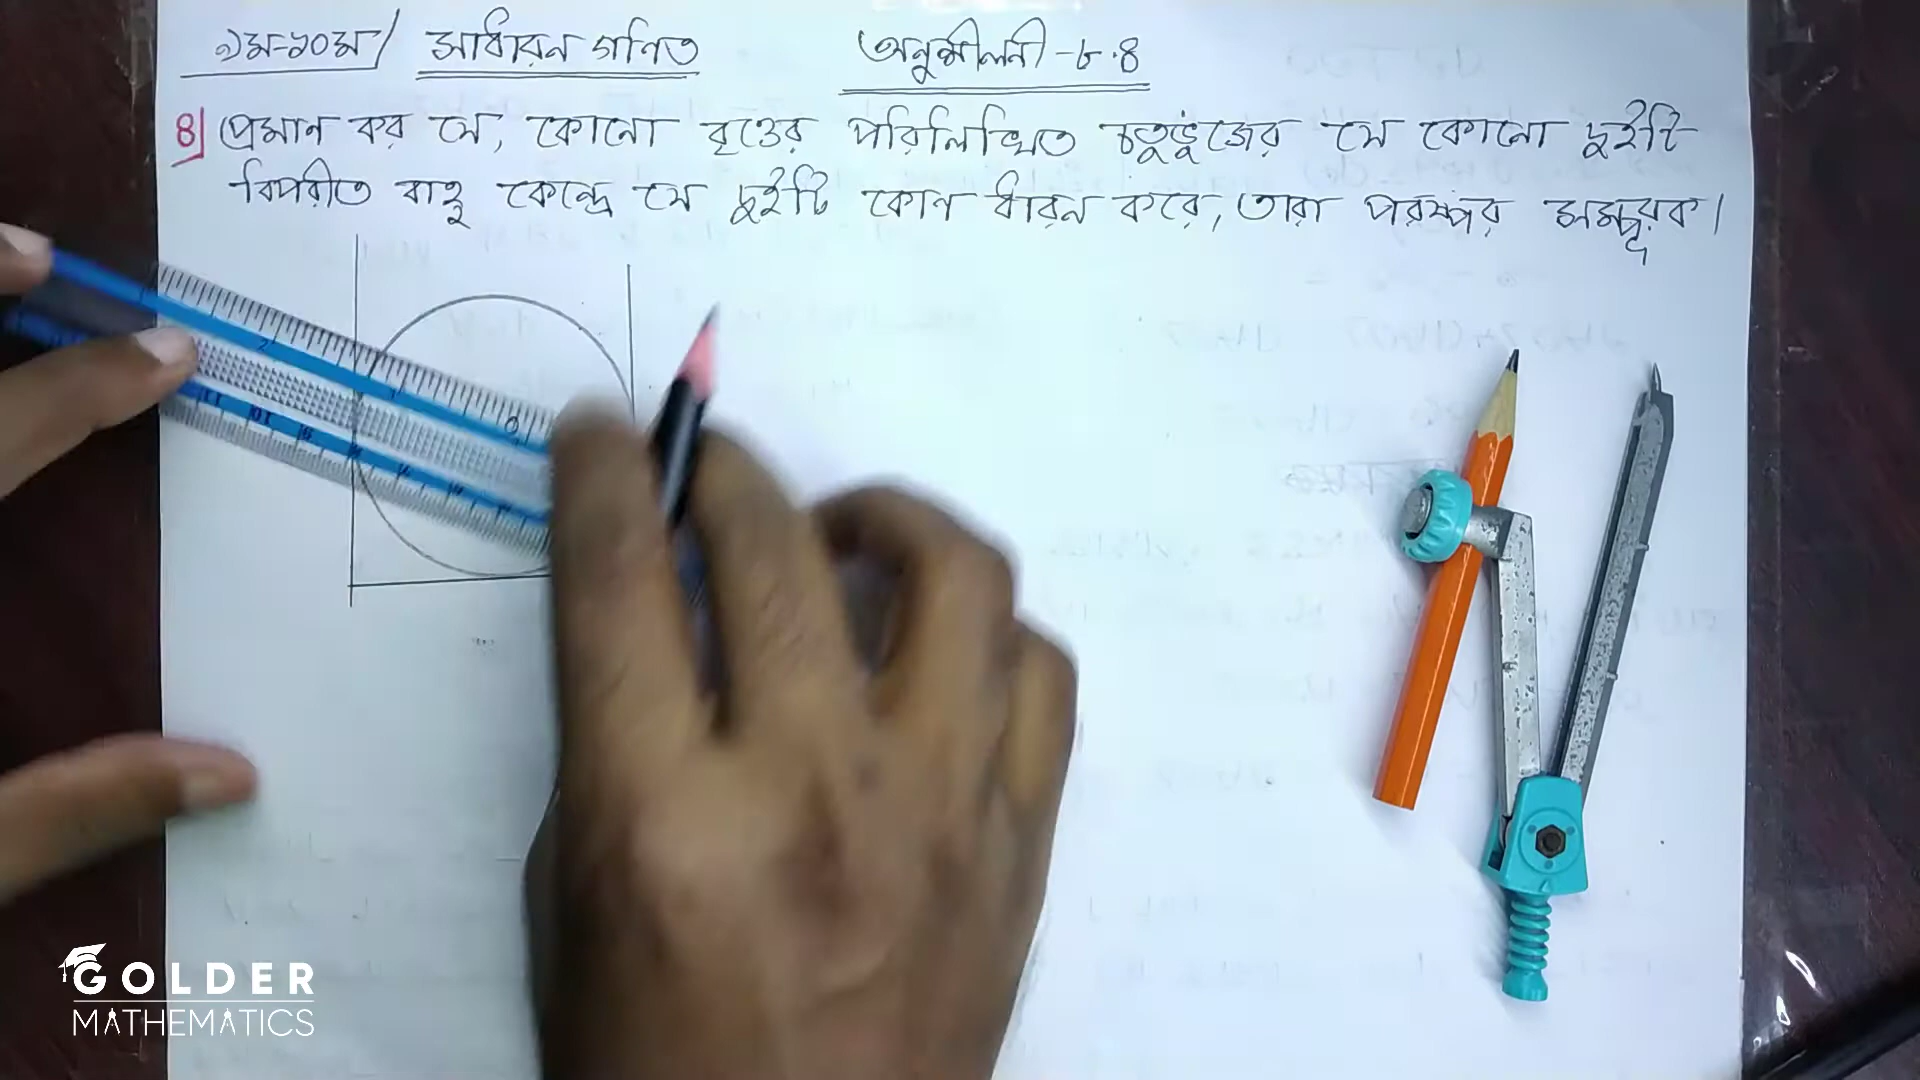 ৯ম-১০ম / সাধারন গণিত অনুশীলনী-৮.৪
৪] প্রমান কর যে, কোনো বৃত্তের পরিলিখিত চতুর্ভুজের যে কোনো দুইটি
বিপরীত বাহু কেন্দ্রে যে দুইটি কোণ ধারন করে, তারা পরস্পর সম্পূরক।
GOLDER
MATHEMATICS